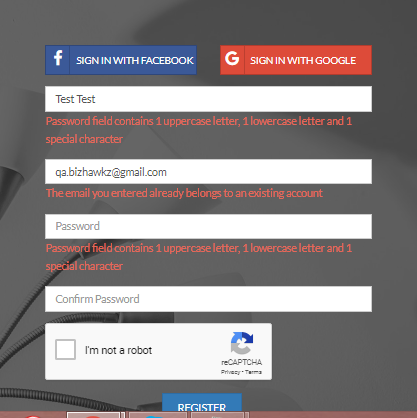 f SIGN IN WITH FACEBOOK
G SIGN IN WITH GOOGLE
Test Test
Password field contains 1 uppercase letter, 1 lowercase letter and 1
special character
qa.bizhawkz@gmail.com
The email you entered already belongs to an existing account
Password
Password field contains 1 uppercase letter, 1 lowercase letter and 1
special character
Confirm Password
I'm not a robot
reCAPTCHA
Privacy - Terms
REGISTER